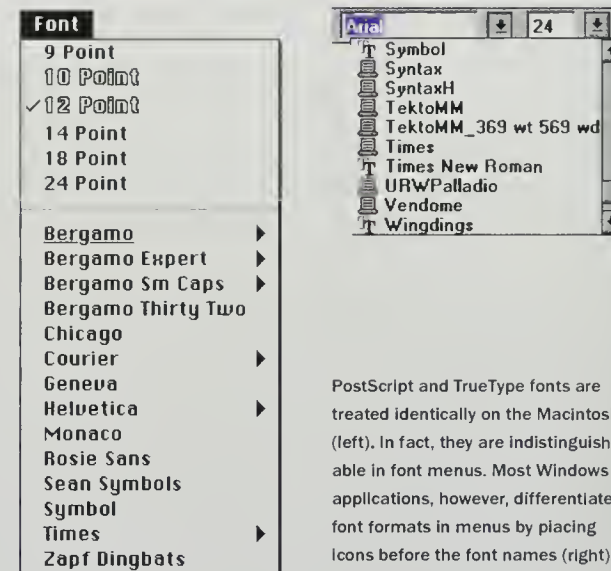 Font
9 Point
10 Point
✓12 Point
14 Point
18 Point
24 Point
Bergamo
Bergamo Expert
Bergamo Sm Caps
Bergamo Thirty Two
Chicago
Courier
Geneva
Helvetica
Monaco
Rosie Sans
Sean Symbols
Symbol
Times
Zapf Dingbats
Arial 24
Symbol
Syntax
SyntaxH
TektoMM
TektoMM_369 wt 569 wd
Times
Times New Roman
URWPalladio
Vendome
Wingdings
PostScript and TrueType fonts are
treated identically on the Macintos
(left). In fact, they are indistinguish
able in font menus. Most Windows
applications, however, differentiate
font formats in menus by placing
icons before the font names (right)